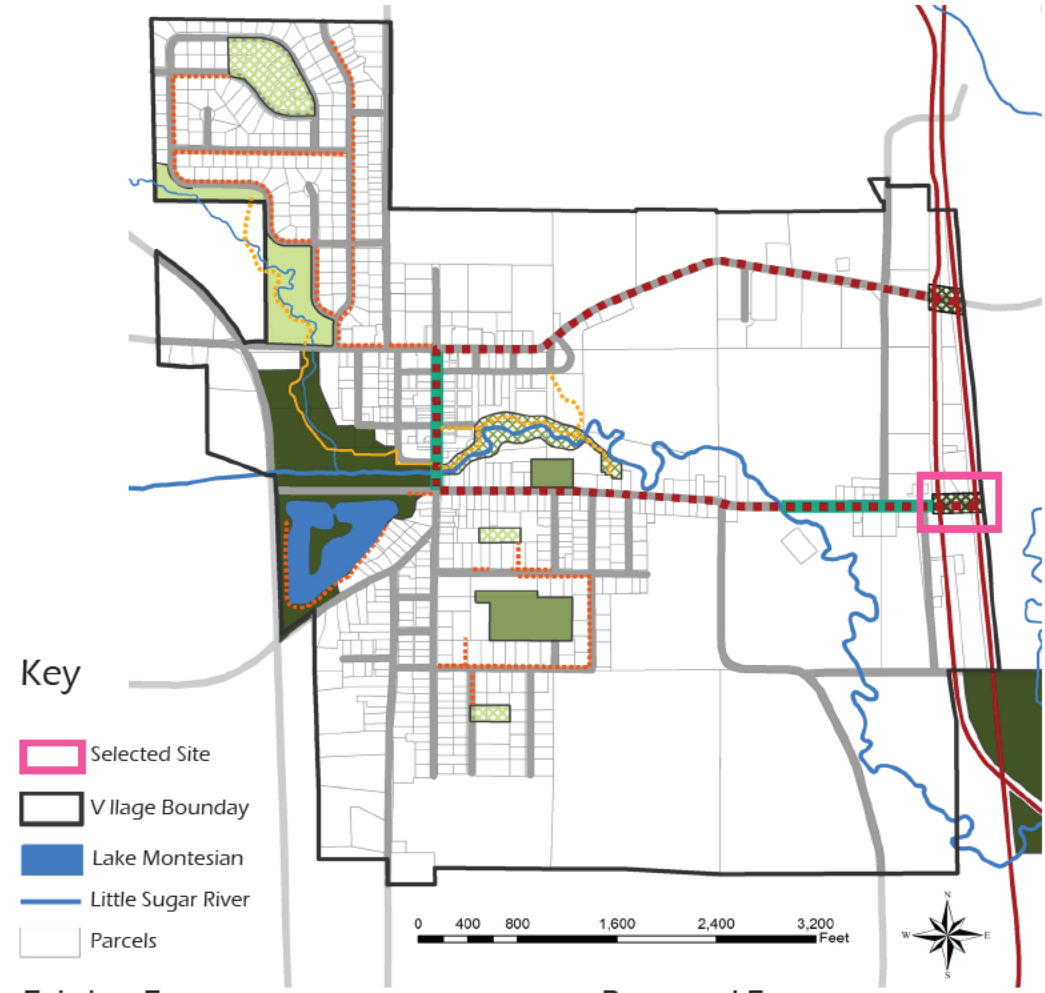 Key
Selected Site
V llage Bounday
Lake Montesian
Little Sugar River
Parcels
0 400 800 1,600 2,400 3,200
Feet
N
W E
S